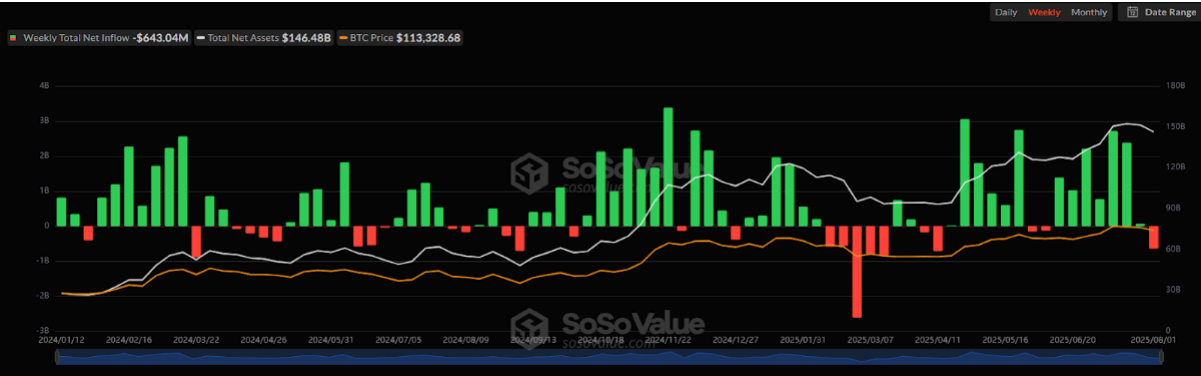 Daily Weekly Monthly Date Range
Weekly Total Net Inflow -$643.04M Total Net Assets $146.48B BTC Price $113,328.68
4B 180B
3B 150B
2B 120B
1B 90B
0 60B
-1B 30B
-2B 0
-3B
SoSoValue
sosovalue.com
SoSoValue
sosovalue.com
2024/01/12 2024/02/16 2024/03/22 2024/04/26 2024/05/31 2024/07/05 2024/08/09 2024/09/13 2024/10/18 2024/11/22 2024/12/27 2025/01/31 2025/03/07 2025/04/11 2025/05/16 2025/06/20 2025/08/01